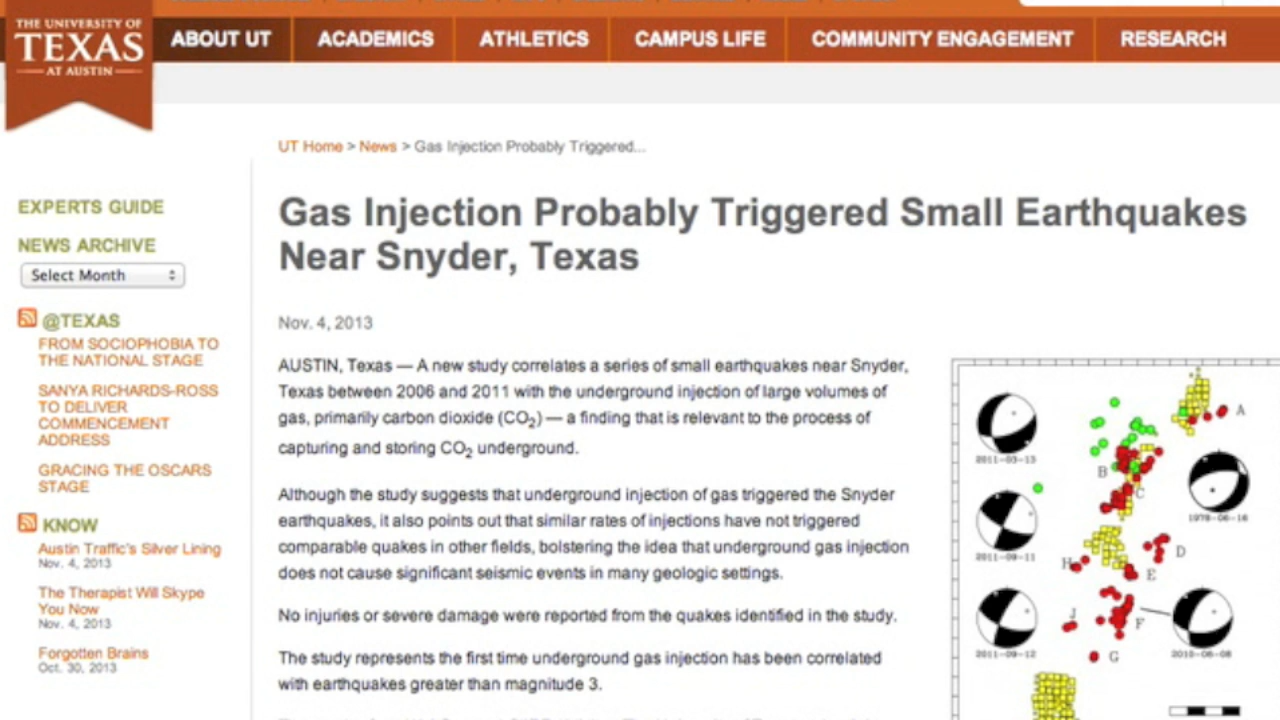 THE UNIVERSITY OF
TEXAS
AT AUSTIN
ABOUT UT
ACADEMICS
ATHLETICS
CAMPUS LIFE
COMMUNITY ENGAGEMENT
RESEARCH
UT Home > News > Gas Injection Probably Triggered...
EXPERTS GUIDE
NEWS ARCHIVE
Select Month
@TEXAS
FROM SOCIOPHOBIA TO
THE NATIONAL STAGE
SANYA RICHARDS-ROSS
TO DELIVER
COMMENCEMENT
ADDRESS
GRACING THE OSCARS
STAGE
KNOW
Austin Traffic's Silver Lining
Nov. 4, 2013
The Therapist Will Skype
You Now
Nov. 4, 2013
Forgotten Brains
Oct. 30, 2013
Gas Injection Probably Triggered Small Earthquakes
Near Snyder, Texas
Nov. 4, 2013
AUSTIN, Texas — A new study correlates a series of small earthquakes near Snyder,
Texas between 2006 and 2011 with the underground injection of large volumes of
gas, primarily carbon dioxide (CO2) — a finding that is relevant to the process of
capturing and storing CO2 underground.
Although the study suggests that underground injection of gas triggered the Snyder
earthquakes, it also points out that similar rates of injections have not triggered
comparable quakes in other fields, bolstering the idea that underground gas injection
does not cause significant seismic events in many geologic settings.
No injuries or severe damage were reported from the quakes identified in the study.
The study represents the first time underground gas injection has been correlated
with earthquakes greater than magnitude 3.
A
2011-03-13
B
C
1978-06-16
2011-09-11
D
H
E
J
F
2011-09-12
2010-08-08
G